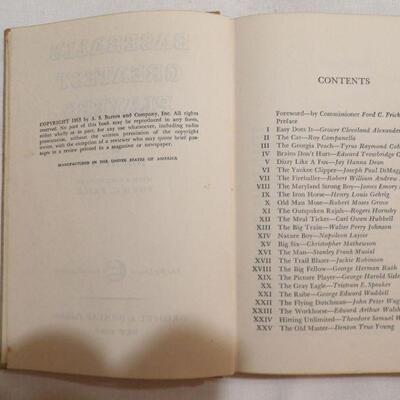 COPYRIGHT 1953 by A. S. Barnes and Company, Inc. All rights
reserved. No part of this book may be reproduced in any form,
either wholly or in part, for any use whatsoever, including radio
presentation, without the written permission of the copyright
owner, with the exception of a reviewer who may quote brief pas-
sages in a review printed in a magazine or newspaper.
MANUFACTURED IN THE UNITED STATES OF AMERICA
CONTENTS
Foreword—by Commissioner Ford C. Frich
Preface
I Easy Does It—Grover Cleveland Alexander
II The Cat—Roy Campanella
III The Georgia Peach—Tyrus Raymond Cobb
IV Brains Don't Hurt—Edward Trowbridge C
V Dizzy Like a Fox—Jay Hanna Dean
VI The Yankee Clipper—Joseph Paul DiMagg
VII The Fireballer—Robert William Andrew
VIII The Maryland Strong Boy—James Emory
IX The Iron Horse—Henry Louis Gehrig
X Old Man Mose—Robert Moses Grove
XI The Outspoken Rajah—Rogers Hornsby
XII The Meal Ticket—Carl Owen Hubbell
XIII The Big Train—Walter Perry Johnson
XIV Nature Boy—Napoleon Lajoie
XV Big Six—Christopher Mathewson
XVI The Man—Stanley Frank Musial
XVII The Trail Blazer—Jackie Robinson
XVIII The Big Fellow—George Herman Ruth
XIX The Picture Player—George Harold Sisle
XX The Gray Eagle—Tristram E. Speaker
XXI The Rube—George Edward Waddell
XXII The Flying Dutchman—John Peter Wag
XXIII The Workhorse—Edward Arthur Walsh
XXIV Hitting Unlimited—Theodore Samuel W
XXV The Old Master—Denton True Young